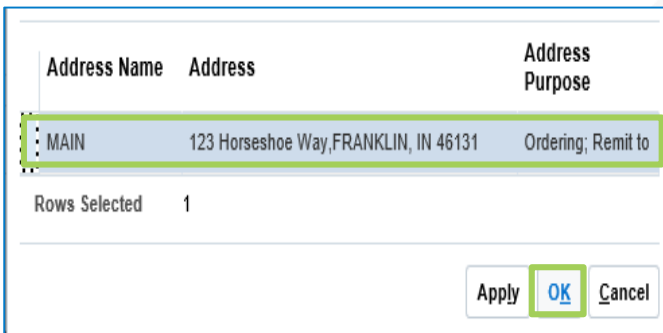 Address Name Address Address Purpose
MAIN 123 Horseshoe Way,FRANKLIN, IN 46131 Ordering; Remit to
Rows Selected 1
Apply OK Cancel